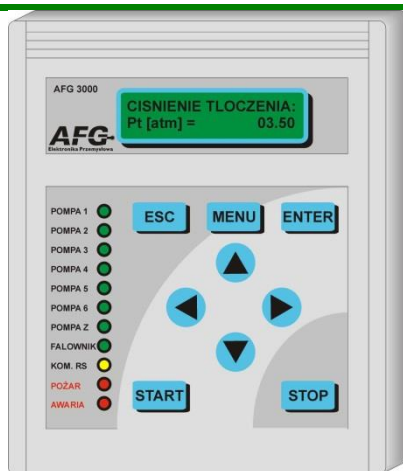 AFG 3000
CISNIENIE TLOCZENIA:
Pt [atm] = 03.50
AFG
Elektronika Przemysłowa
ESC MENU ENTER
POMPA 1
POMPA 2
POMPA 3
POMPA 4
POMPA 5
POMPA 6
POMPA Z
FALOWNIK
KOM. RS
POŻAR
AWARIA
START STOP